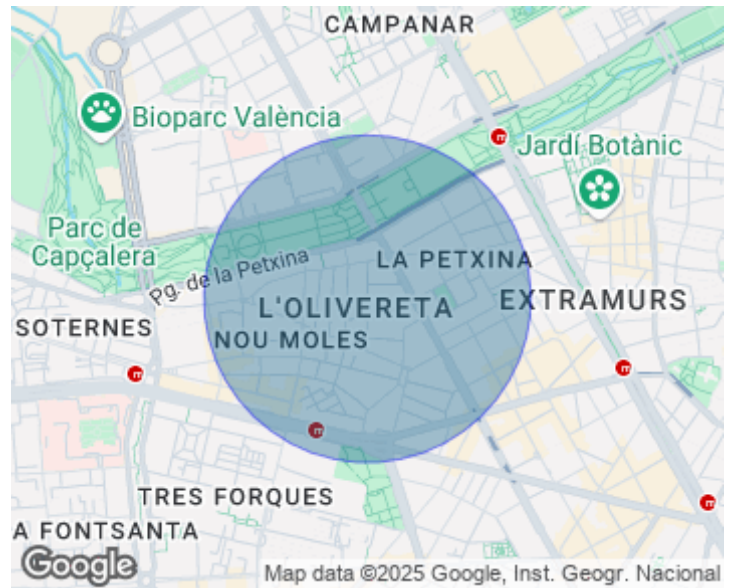 CAMPANAR
Bioparc València
Jardí Botànic
Parc de
Capçalera
Pg. de la Petxina
LA PETXINA
L'OLIVERETA
EXTRAMURS
SOTERNES
NOU MOLES
TRES FORQUES
A FONTSANTA
Google
Map data ©2025 Google, Inst. Geogr. Nacional